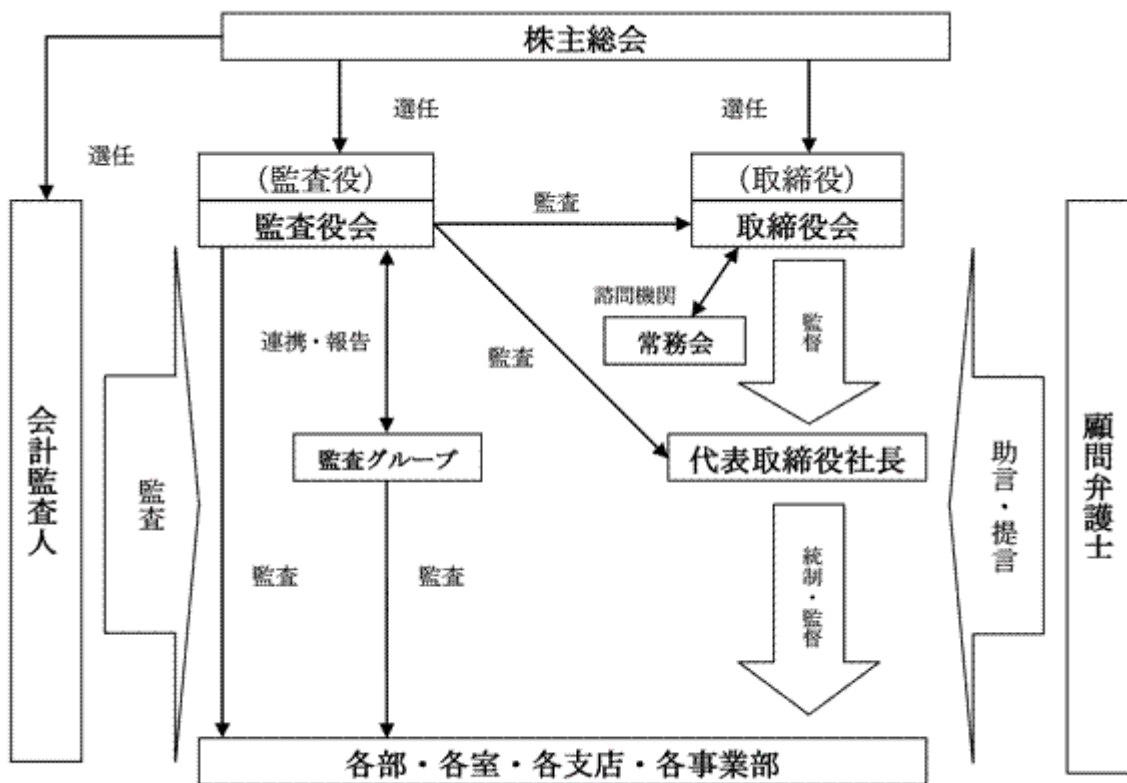 株主総会
選任
選任
選任
(監査役)
監査役会
監査
(取締役)
取締役会
諮問機関
常務会
監督
連携・報告
監査
監査グループ
代表取締役社長
会計監査人
監査
監査
監査
統制・監督
助言・提言
顧問弁護士
各部・各室・各支店・各事業部